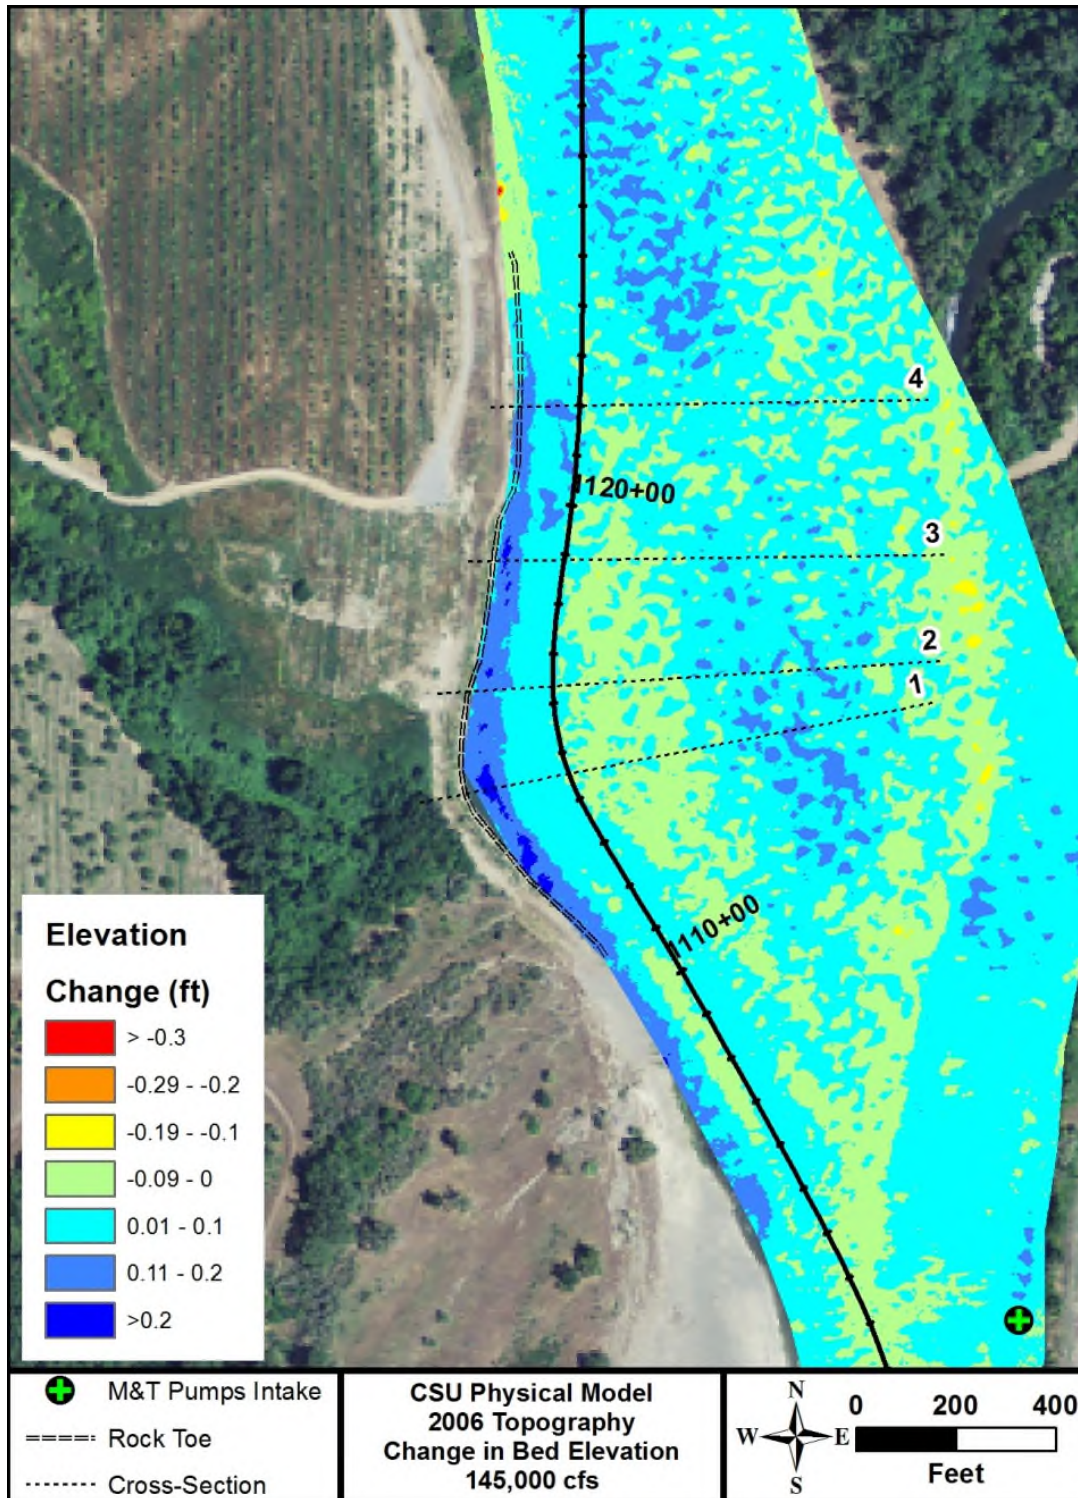 4
1120+00
3
2
1
1110+00
Elevation
Change (ft)
> -0.3
-0.29 - -0.2
-0.19 - -0.1
-0.09 - 0
0.01 - 0.1
0.11 - 0.2
>0.2
M&T Pumps Intake
Rock Toe
Cross-Section
CSU Physical Model
2006 Topography
Change in Bed Elevation
145,000 cfs
N
W E
S
0 200 400
Feet